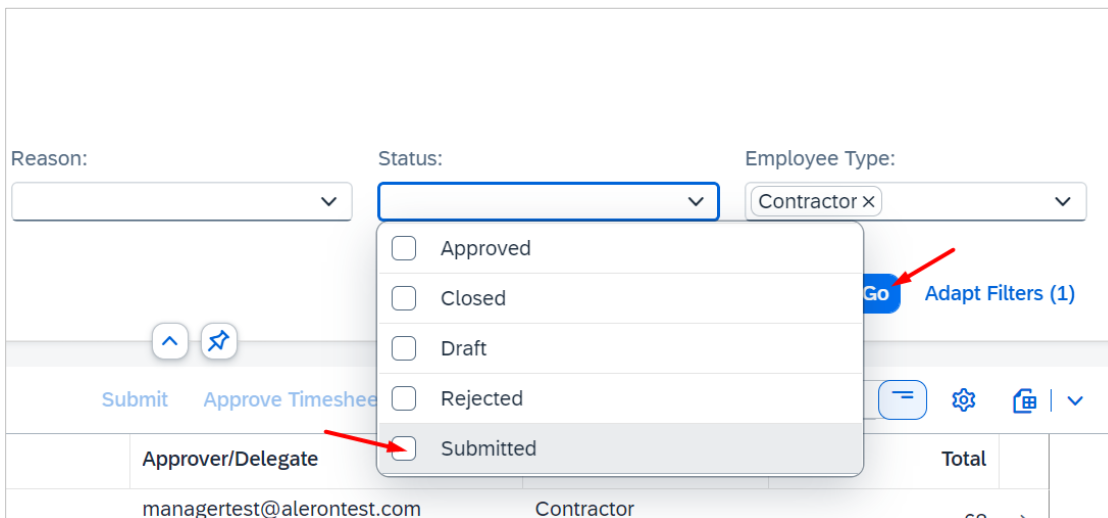 Reason:
Status:
Employee Type:
Contractor
Approved
Closed
Go
Adapt Filters (1)
Draft
Submit
Rejected
Submitted
Approver/Delegate
Total
managertest@alerontest.com
Contractor